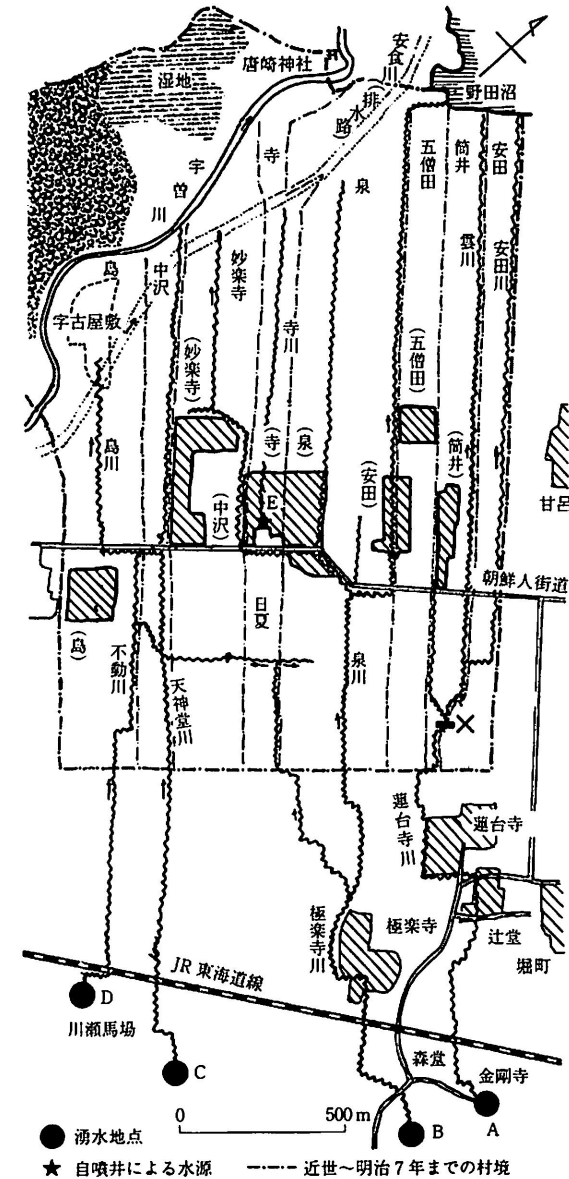 唐崎神社
湿地
安食川
排水路
野田沼
宇曽川
寺
泉
五僧田
筒井
安田
雲川
安田川
島
中沢
妙楽寺
寺川
字古屋敷
(妙楽寺)
(五僧田)
島川
(寺)
(泉)
(筒井)
(中沢)
E
(安田)
甘呂
朝鮮人街道
(島)
不動川
日夏
泉川
天神堂川
X
蓮台寺川
蓮台寺
極楽寺川
極楽寺
辻堂
堀町
JR東海道線
D
川瀬馬場
C
森堂
金剛寺
B
A
0 500m
湧水地点
自噴井による水源
近世〜明治7年までの村境